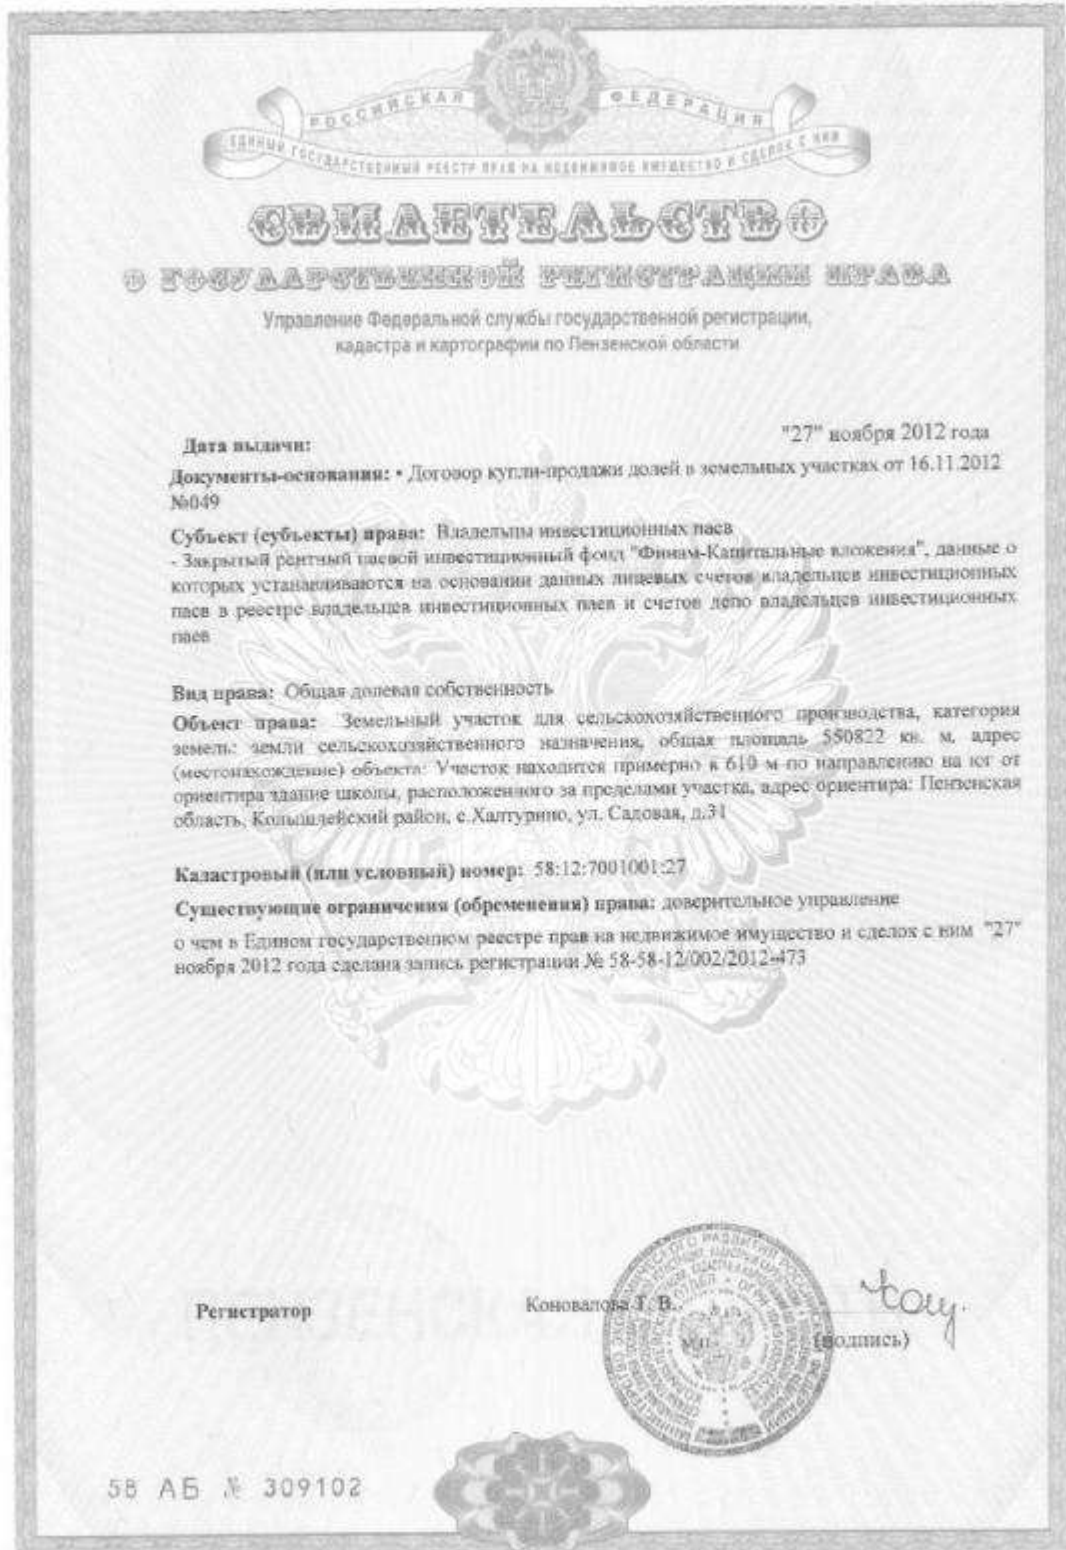 РОССИЙСКАЯ ФЕДЕРАЦИЯ
ЕДИНЫЙ ГОСУДАРСТВЕННЫЙ РЕЕСТР ПРАВ НА НЕДВИЖИМОЕ ИМУЩЕСТВО И СДЕЛОК С НИМ
СВИДЕТЕЛЬСТВО
О ГОСУДАРСТВЕННОЙ РЕГИСТРАЦИИ ПРАВА
Управление Федеральной службы государственной регистрации,
кадастра и картографии по Пензенской области
Дата выдачи: "27" ноября 2012 года
Документы-основания: • Договор купли-продажи долей в земельных участках от 16.11.2012
№049
Субъект (субъекты) права: Владельцы инвестиционных паев
- Закрытый рентный паевой инвестиционный фонд "Финам-Капитальные вложения", данные о
которых устанавливаются на основании данных лицевых счетов владельцев инвестиционных
паев в реестре владельцев инвестиционных паев и счетов депо владельцев инвестиционных
паев
Вид права: Общая долевая собственность
Объект права: Земельный участок для сельскохозяйственного производства, категория
земель: земли сельскохозяйственного назначения, общая площадь 550822 кв. м, адрес
(местонахождение) объекта: Участок находится примерно в 610 м по направлению на юг от
ориентира здание школы, расположенного за пределами участка, адрес ориентира: Пензенская
область, Колышлейский район, с.Халтурино, ул. Садовая, д.31
Кадастровый (или условный) номер: 58:12:7001001:27
Существующие ограничения (обременения) права: доверительное управление
о чем в Едином государственном реестре прав на недвижимое имущество и сделок с ним "27"
ноября 2012 года сделана запись регистрации № 58-58-12/002/2012-473
Регистратор Коновалова Т. В.
м.п.
(подпись)
58 АБ № 309102